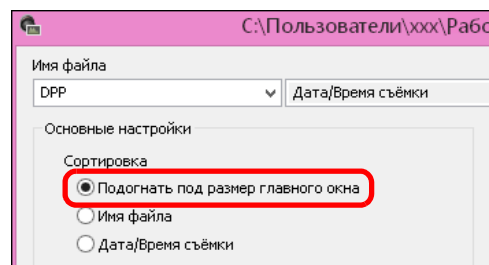 С:\Пользователи\xxx\Рабо
Имя файла
DPP Дата/Время съёмки
Основные настройки
Сортировка
Подогнать под размер главного окна
Имя файла
Дата/Время съёмки